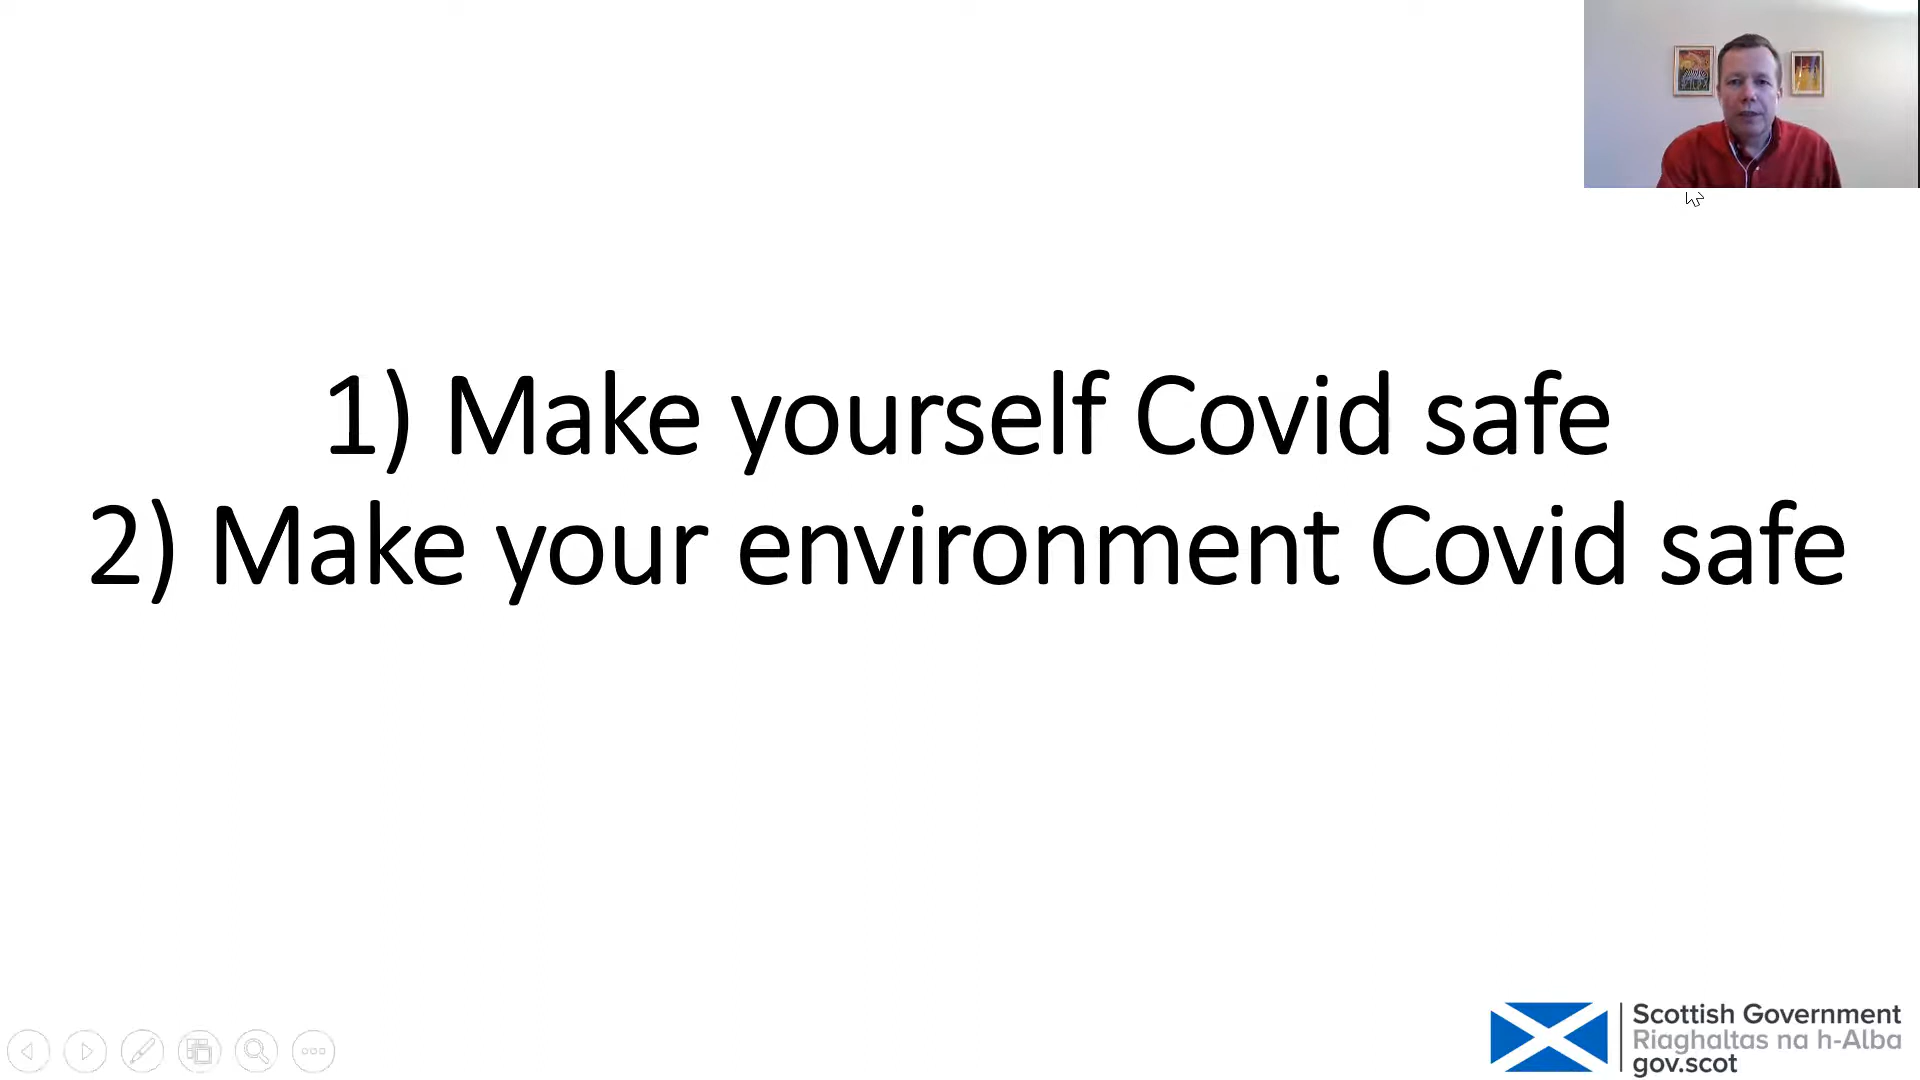 1) Make yourself Covid safe
2) Make your environment Covid safe
Scottish Government
Riaghaltas na h-Alba
gov.scot